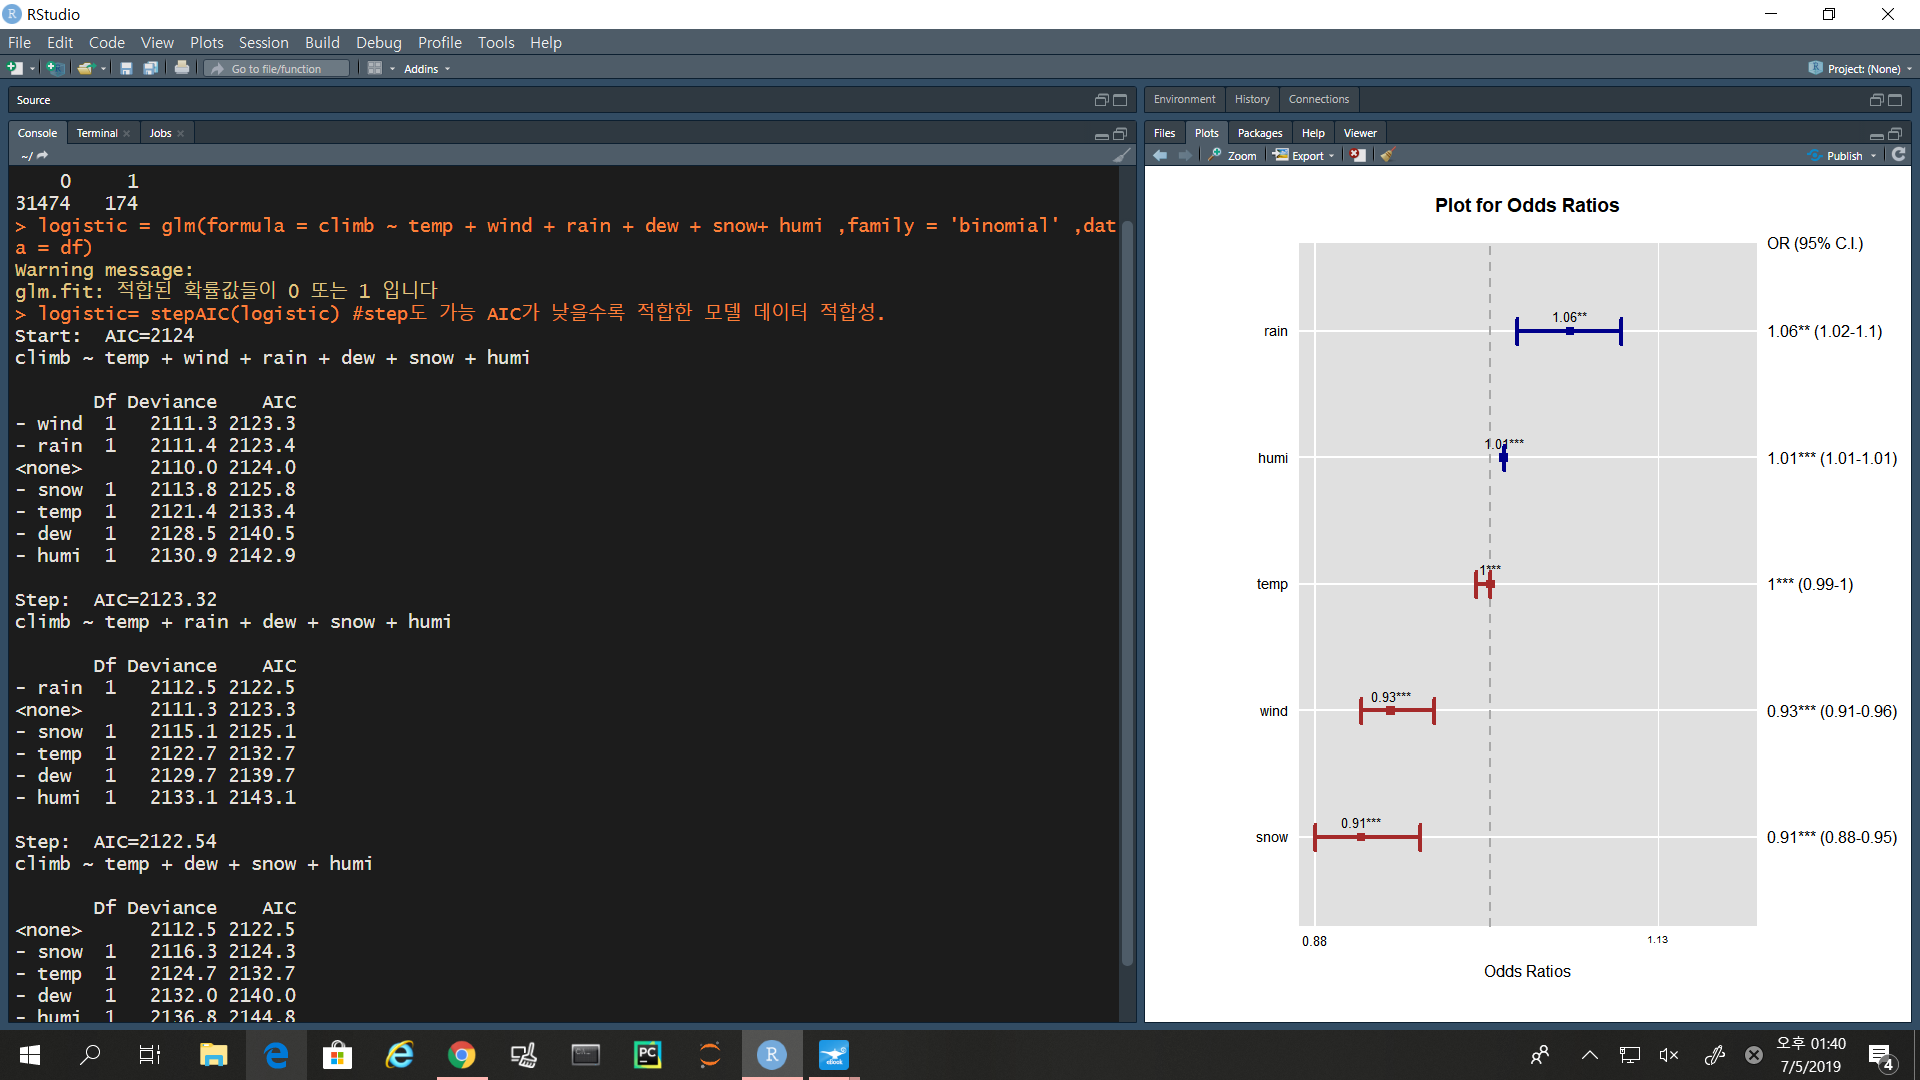 RStudio
File Edit Code View Plots Session Build Debug Profile Tools Help
Go to file/function Addins Project: (None)
Source
Console Terminal Jobs
~/
0 1
31474 174
> logistic = glm(formula = climb ~ temp + wind + rain + dew + snow+ humi ,family = 'binomial' ,dat
a = df)
Warning message:
glm.fit: 적합된 확률값들이 0 또는 1 입니다
> logistic= stepAIC(logistic) #step도 가능 AIC가 낮을수록 적합한 모델 데이터 적합성.
Start: AIC=2124
climb ~ temp + wind + rain + dew + snow + humi
Df Deviance AIC
- wind 1 2111.3 2123.3
- rain 1 2111.4 2123.4
<none> 2110.0 2124.0
- snow 1 2113.8 2125.8
- temp 1 2121.4 2133.4
- dew 1 2128.5 2140.5
- humi 1 2130.9 2142.9
Step: AIC=2123.32
climb ~ temp + rain + dew + snow + humi
Df Deviance AIC
- rain 1 2112.5 2122.5
<none> 2111.3 2123.3
- snow 1 2115.1 2125.1
- temp 1 2122.7 2132.7
- dew 1 2129.7 2139.7
- humi 1 2133.1 2143.1
Step: AIC=2122.54
climb ~ temp + dew + snow + humi
Df Deviance AIC
<none> 2112.5 2122.5
- snow 1 2116.3 2124.3
- temp 1 2124.7 2132.7
- dew 1 2132.0 2140.0
- humi 1 2136.8 2144.8
Environment History Connections
Files Plots Packages Help Viewer
Zoom Export Publish
Plot for Odds Ratios
OR (95% C.I.)
1.06**
rain 1.06** (1.02-1.1)
1.01***
humi 1.01*** (1.01-1.01)
1***
temp 1*** (0.99-1)
0.93***
wind 0.93*** (0.91-0.96)
0.91***
snow 0.91*** (0.88-0.95)
0.88 1.13
Odds Ratios
PC R eBook
오후 01:40
7/5/2019
4